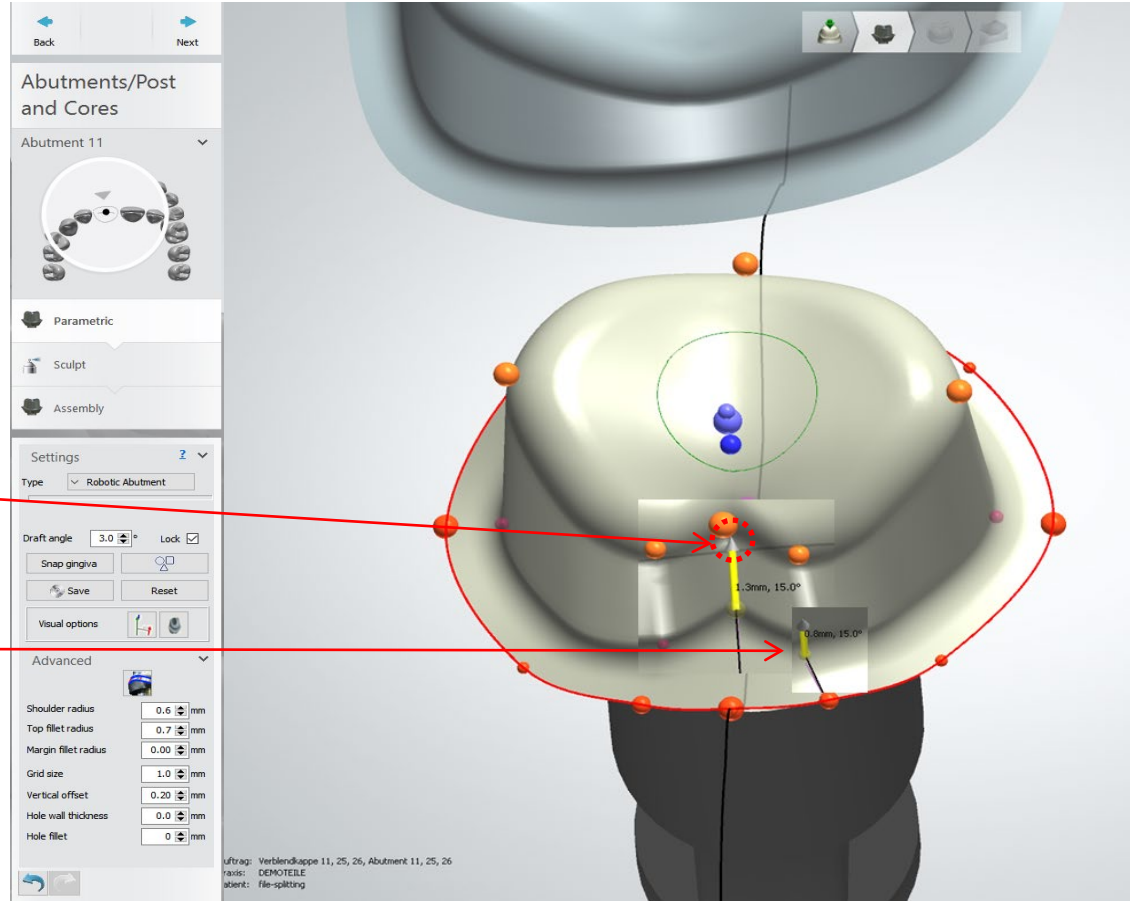 Back
Next
Abutments/Post
and Cores
Abutment 11
Parametric
Sculpt
Assembly
Settings ?
Type Robotic Abutment
Draft angle 3.0 ° Lock
Snap gingiva
Save Reset
Visual options
Advanced
Shoulder radius 0.6 mm
Top fillet radius 0.7 mm
Margin fillet radius 0.00 mm
Grid size 1.0 mm
Vertical offset 0.20 mm
Hole wall thickness 0.0 mm
Hole fillet 0 mm
1.3mm, 15.0°
0.8mm, 15.0°
uftrag: Verblendkappe 11, 25, 26, Abutment 11, 25, 26
raxis: DEMOTEILE
atient: file-splitting